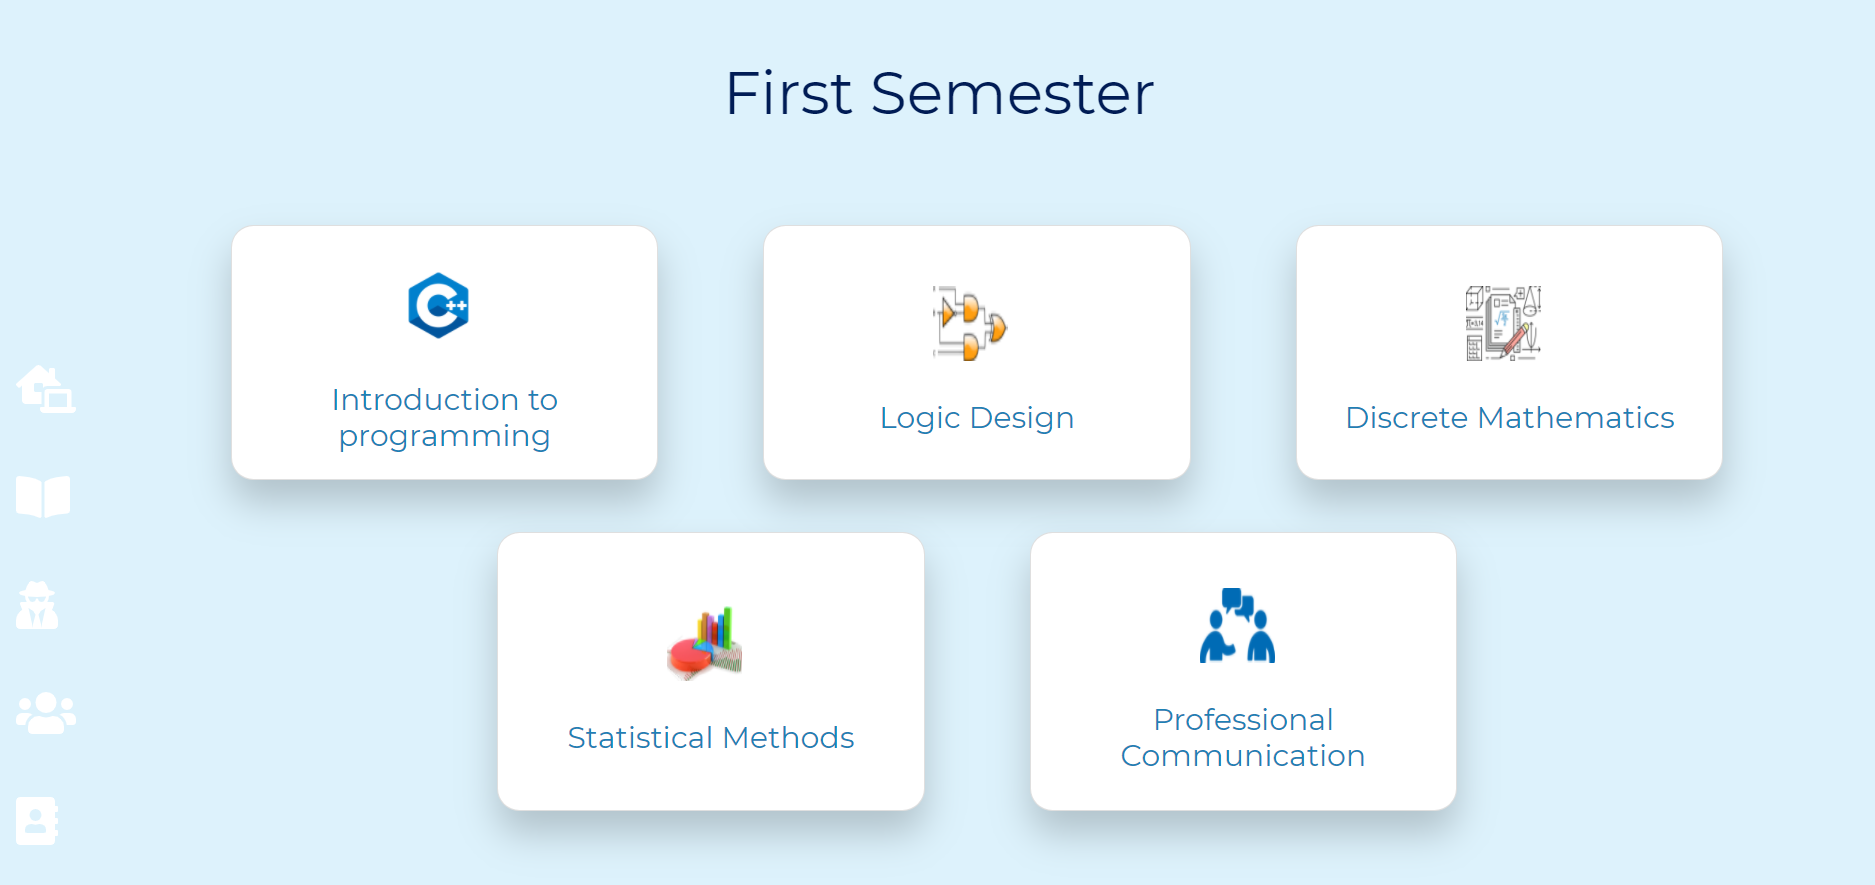 First Semester
C++
Introduction to
programming
Logic Design
Discrete Mathematics
Statistical Methods
Professional
Communication